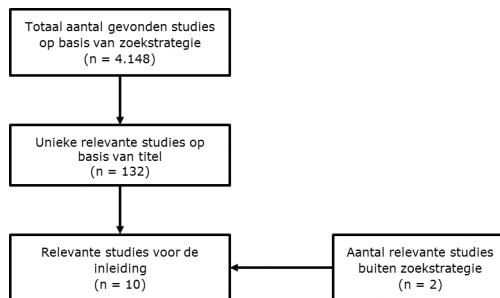 Totaal aantal gevonden studies
op basis van zoekstrategie
(n = 4.148)
Unieke relevante studies op
basis van titel
(n = 132)
Relevante studies voor de
inleiding
(n = 10)
Aantal relevante studies
buiten zoekstrategie
(n = 2)